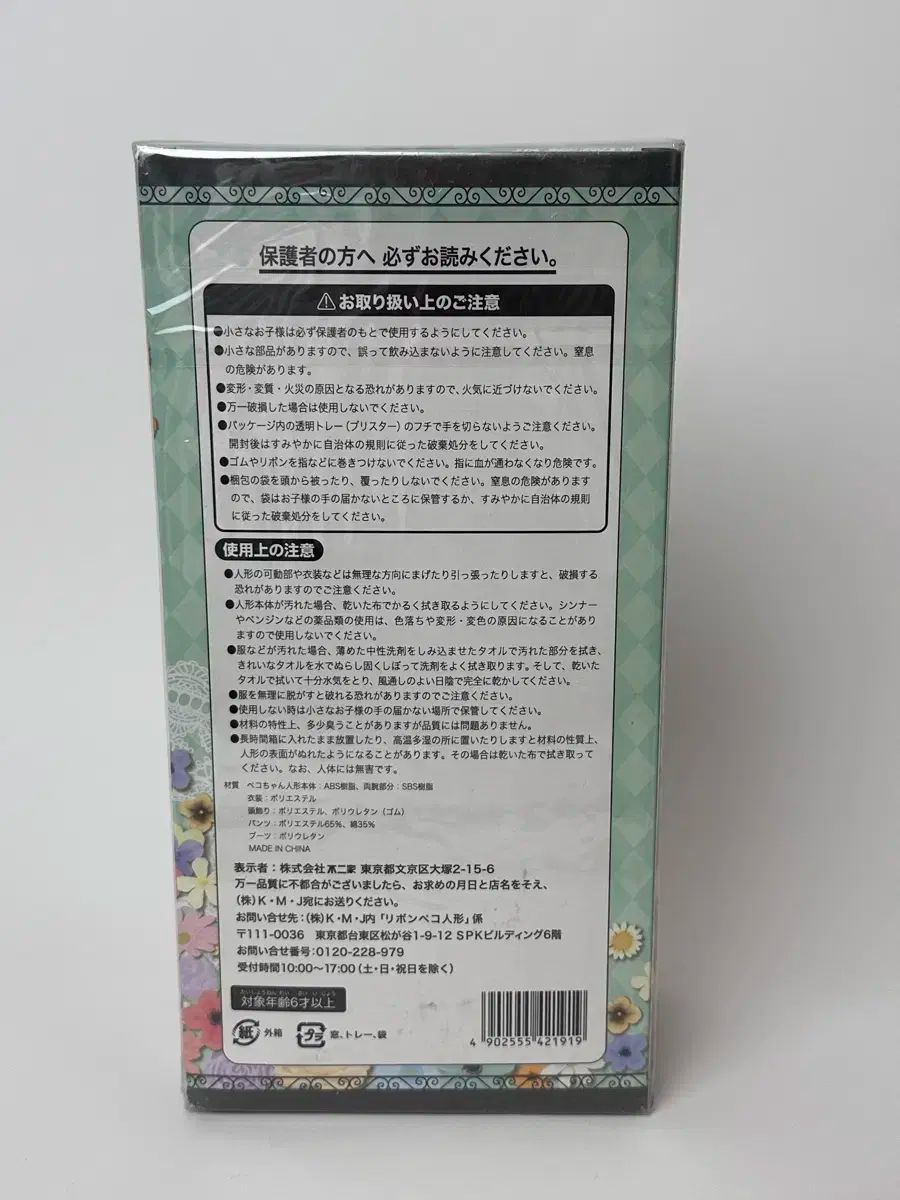 保護者の方へ 必ずお読みください。
⚠お取り扱い上のご注意
●小さなお子様は必ず保護者のもとで使用するようにしてください。
●小さな部品がありますので、誤って飲み込まないように注意してください。窒息
の危険があります。
●変形・変質・火災の原因となる恐れがありますので、火気に近づけないでください。
●万一破損した場合は使用しないでください。
●パッケージ内の透明トレー(ブリスター)のフチで手を切らないようご注意ください。
開封後はすみやかに自治体の規則に従った破棄処分をしてください。
●ゴムやリボンを指などに巻きつけないでください。指に血が通わなくなり危険です。
●梱包の袋を頭から被ったり、覆ったりしないでください。窒息の危険があります
ので、袋はお子様の手の届かないところに保管するか、すみやかに自治体の規則
に従った破棄処分をしてください。
使用上の注意
●人形の可動部や衣装などは無理な方向にまげたり引っ張ったりしますと、破損する
恐れがありますのでご注意ください。
●人形本体が汚れた場合、乾いた布でかるく拭き取るようにしてください。シンナー
やベンジンなどの薬品類の使用は、色落ちや変形・変色の原因になることがあり
ますので使用しないでください。
●服などが汚れた場合、薄めた中性洗剤をしみ込ませたタオルで汚れた部分を拭き、
きれいなタオルを水でぬらし固くしぼって洗剤をよく拭き取ります。そして、乾いた
タオルで拭いて十分水気をとり、風通しのよい日陰で完全に乾かしてください。
●服を無理に脱がすと破れる恐れがありますのでご注意ください。
●使用しない時は小さなお子様の手の届かない場所で保管してください。
●材料の特性上、多少臭うことがありますが品質には問題ありません。
●長時間箱に入れたまま放置したり、高温多湿の所に置いたりしますと材料の性質上、
人形の表面がぬれたようになることがあります。その場合は乾いた布で拭き取って
ください。なお、人体には無害です。
材質 ペコちゃん人形本体：ABS樹脂、両腕部分：SBS樹脂
衣装：ポリエステル
頭飾り：ポリエステル、ポリウレタン（ゴム）
パンツ：ポリエステル65%、綿35%
ブーツ：ポリウレタン
MADE IN CHINA
表示者：株式会社不二家 東京都文京区大塚2-15-6
万一品質に不都合がございましたら、お求めの月日と店名をそえ、
(株)K・M・J宛にお送りください。
お問い合せ先：(株)K・M・J内「リボンペコ人形」係
〒111-0036 東京都台東区松が谷1-9-12 SPKビルディング6階
お問い合せ番号：0120-228-979
受付時間10:00〜17:00（土・日・祝日を除く）
たいしょうねんれい さいいじょう
対象年齢6才以上
紙 外箱 プラ 窓、トレー、袋
4 902555 421919